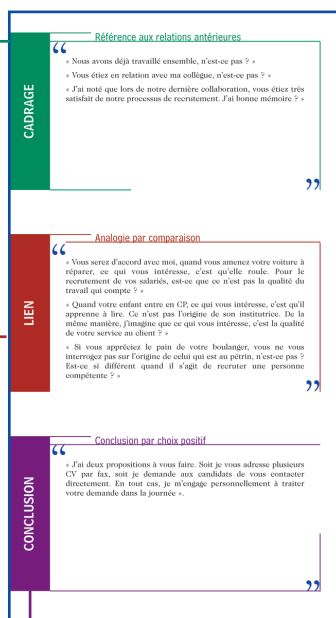 Référence aux relations antérieures
CADRAGE
“
« Nous avons déjà travaillé ensemble, n'est-ce pas ? »
« Vous étiez en relation avec ma collègue, n'est-ce pas ? »
« J'ai noté que lors de notre dernière collaboration, vous étiez très
satisfait de notre processus de recrutement. J'ai bonne mémoire ? »
”
Analogie par comparaison
LIEN
“
« Vous serez d'accord avec moi, quand vous amenez votre voiture à
réparer, ce qui vous intéresse, c'est qu'elle roule. Pour le
recrutement de vos salariés, est-ce que ce n'est pas la qualité du
travail qui compte ? »
« Quand votre enfant entre en CP, ce qui vous intéresse, c'est qu'il
apprenne à lire. Ce n'est pas l'origine de son institutrice. De la
même manière, j'imagine que ce qui vous intéresse, c'est la qualité
de votre service au client ? »
« Si vous appréciez le pain de votre boulanger, vous ne vous
interrogez pas sur l'origine de celui qui est au pétrin, n'est-ce pas ?
Est-ce si différent quand il s'agit de recruter une personne
compétente ? »
”
Conclusion par choix positif
CONCLUSION
“
« J'ai deux propositions à vous faire. Soit je vous adresse plusieurs
CV par fax, soit je demande aux candidats de vous contacter
directement. En tout cas, je m'engage personnellement à traiter
votre demande dans la journée ».
”